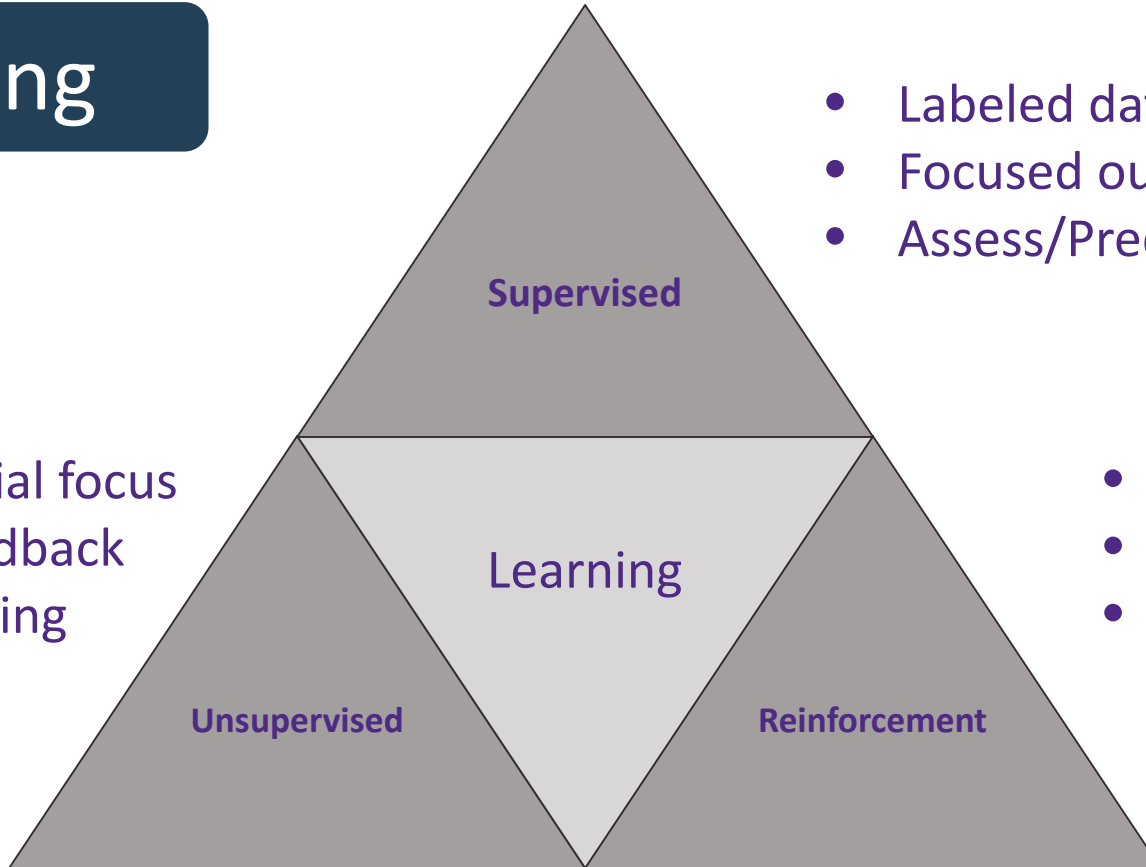 ng
• Labeled da
• Focused ou
• Assess/Pre
Supervised
ial focus
dback
ing
•
•
•
Learning
Unsupervised
Reinforcement